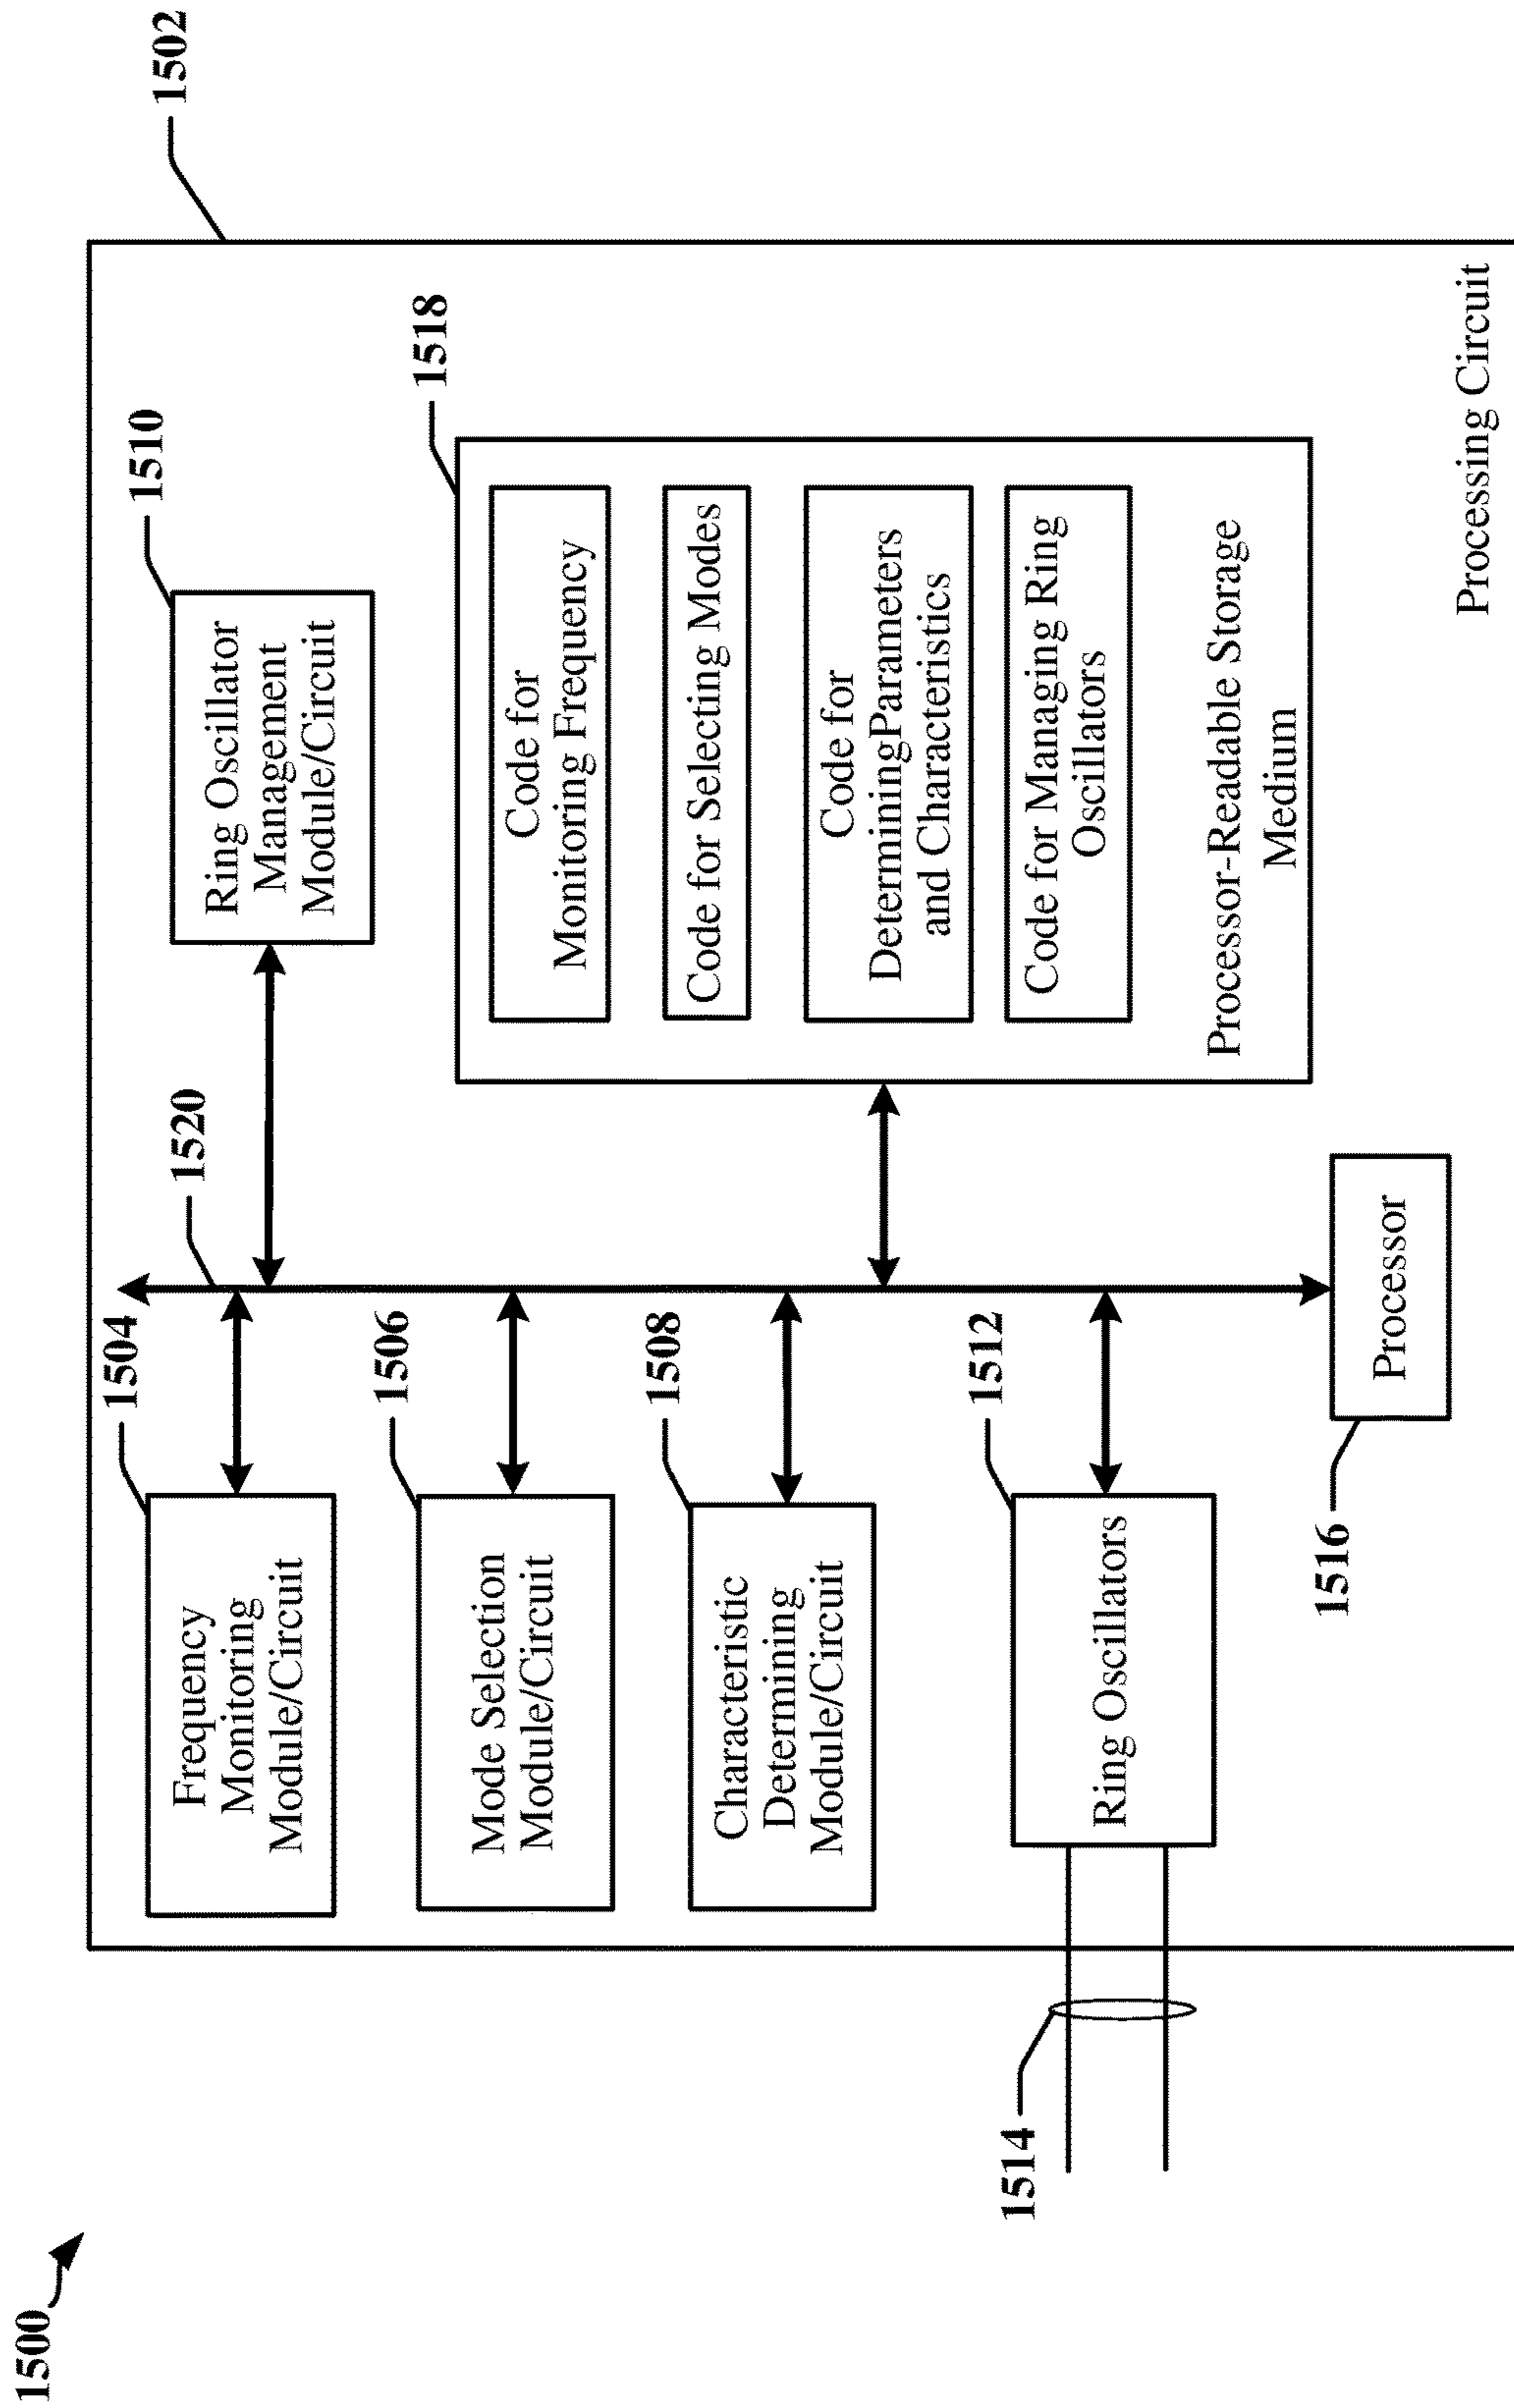 1500
1502
1504
Frequency
Monitoring
Module/Circuit
1506
Mode Selection
Module/Circuit
1508
Characteristic
Determining
Module/Circuit
1512
Ring Oscillators
1514
1516
Processor
1520
1510
Ring Oscillator
Management
Module/Circuit
1518
Code for
Monitoring Frequency
Code for Selecting Modes
Code for
DeterminingParameters
and Characteristics
Code for Managing Ring
Oscillators
Processor-Readable Storage
Medium
Processing Circuit